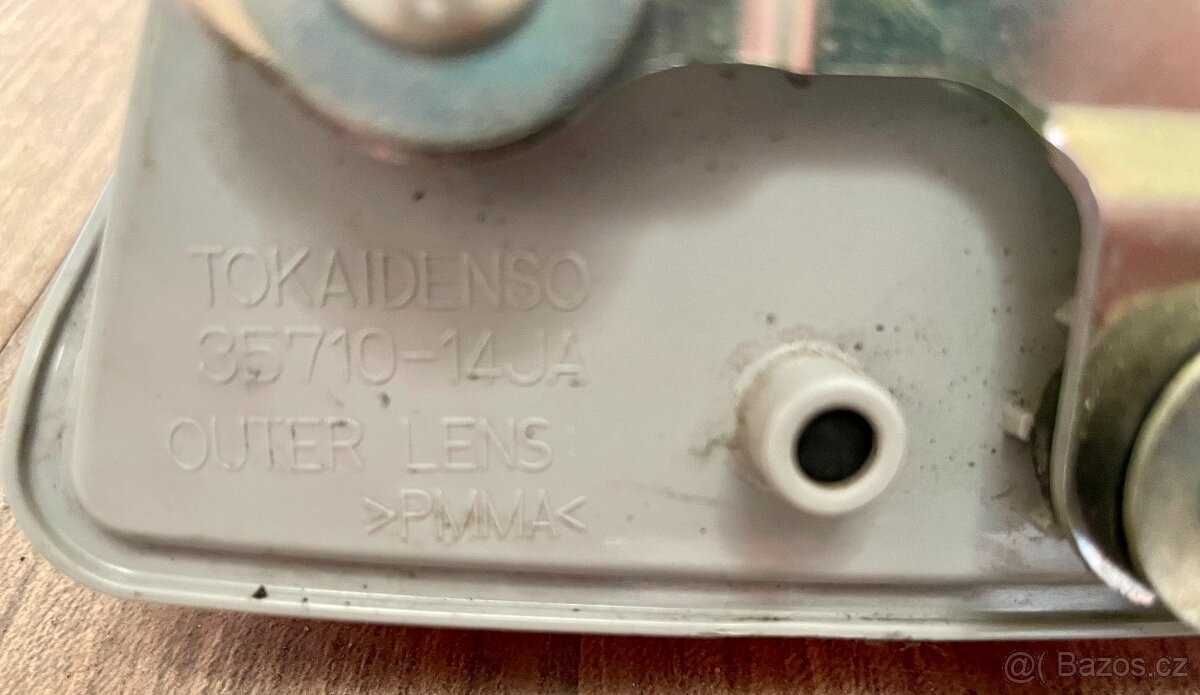 TOKAIDENSO
35710-14JA
OUTER LENS
>PMMA<
@( Bazos.cz